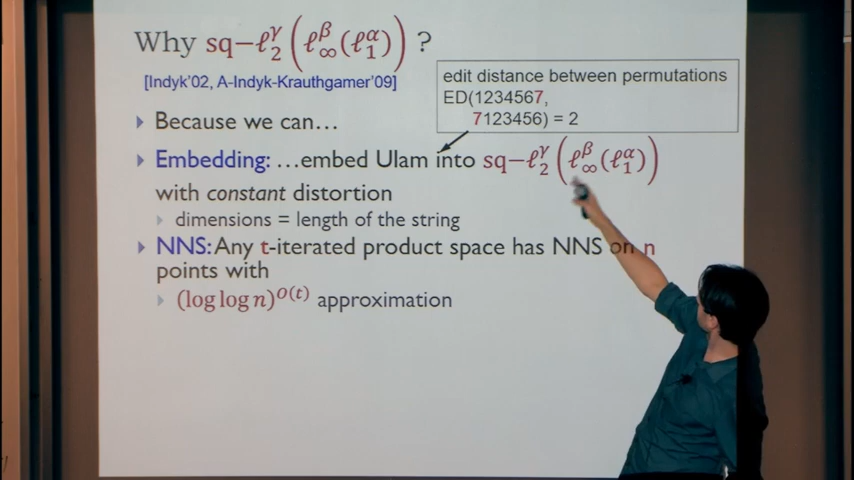 Why sq−ℓ₂^γ(ℓ∞^β(ℓ₁^α)) ?
[Indyk'02, A-Indyk-Krauthgamer'09]
edit distance between permutations
ED(1234567,
7123456) = 2
Because we can…
Embedding: …embed Ulam into sq−ℓ₂^γ(ℓ∞^β(ℓ₁^α))
with constant distortion
dimensions = length of the string
NNS: Any t-iterated product space has NNS on n
points with
(log log n)^O(t) approximation